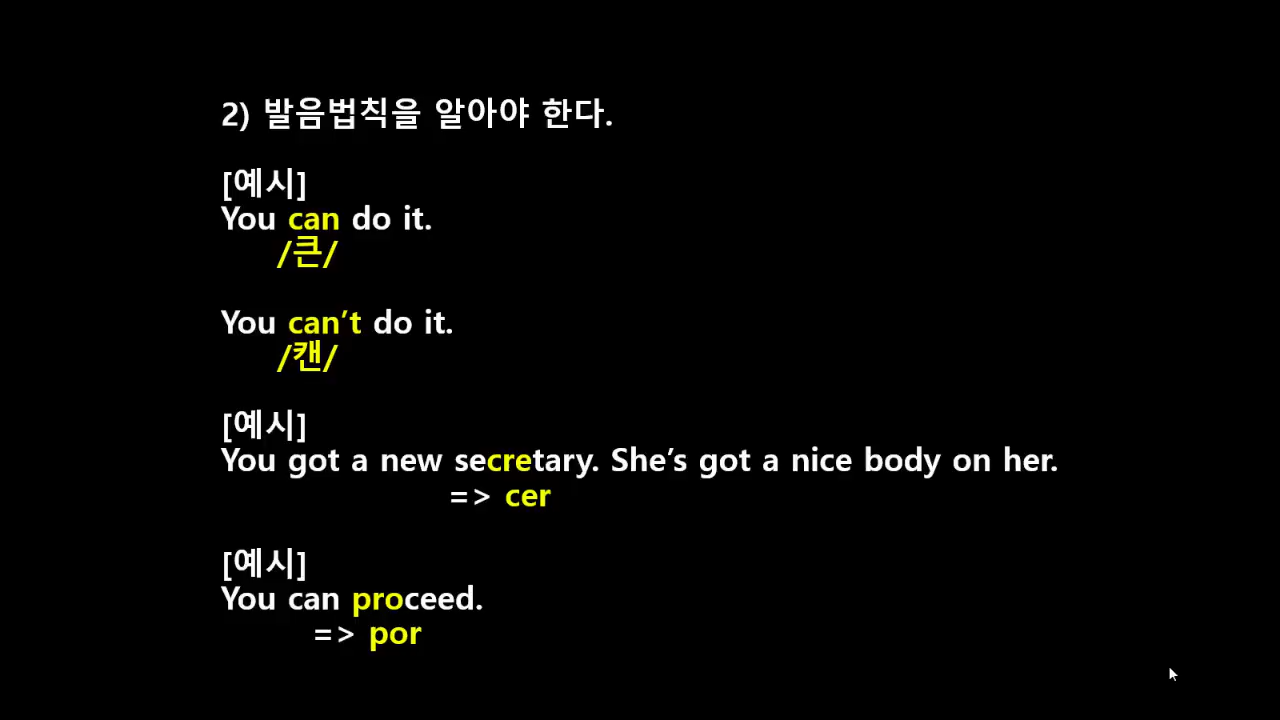 2) 발음법칙을 알아야 한다.
[예시]
You can do it.
/큰/
You can’t do it.
/캔/
[예시]
You got a new secretary. She’s got a nice body on her.
=> cer
[예시]
You can proceed.
=> por